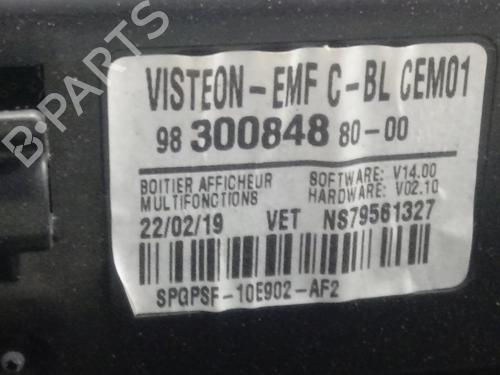 VISTEON-EMF C-BL CEM01
98 300848 80-00
BOITIER AFFICHEUR SOFTWARE: V14.00
MULTIFONCTIONS HARDWARE: V02.10
22/02/19 VET NS79561327
SPGPSF-10E902-AF2
B-PARTS